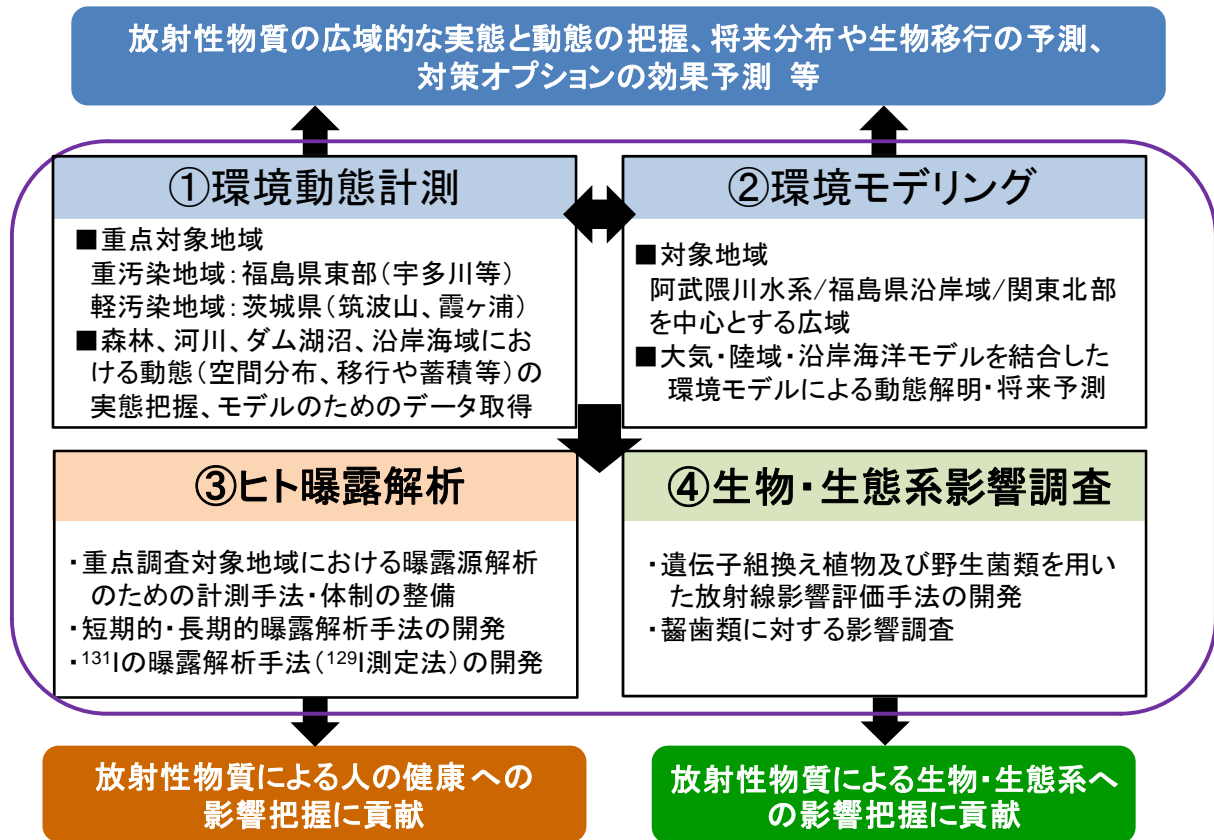 放射性物質の広域的な実態と動態の把握、将来分布や生物移行の予測、
対策オプションの効果予測 等
①環境動態計測
■重点対象地域
重汚染地域：福島県東部（宇多川等）
軽汚染地域：茨城県（筑波山、霞ヶ浦）
■森林、河川、ダム湖沼、沿岸海域にお
ける動態（空間分布、移行や蓄積等）の
実態把握、モデルのためのデータ取得
②環境モデリング
■対象地域
阿武隈川水系/福島県沿岸域/関東北部
を中心とする広域
■大気・陸域・沿岸海洋モデルを結合した
環境モデルによる動態解明・将来予測
③ヒト曝露解析
・重点調査対象地域における曝露源解析
のための計測手法・体制の整備
・短期的・長期的曝露解析手法の開発
・¹³¹Iの曝露解析手法（¹²⁹I測定法）の開発
④生物・生態系影響調査
・遺伝子組換え植物及び野生菌類を用い
た放射線影響評価手法の開発
・齧歯類に対する影響調査
放射性物質による人の健康への
影響把握に貢献
放射性物質による生物・生態系へ
の影響把握に貢献